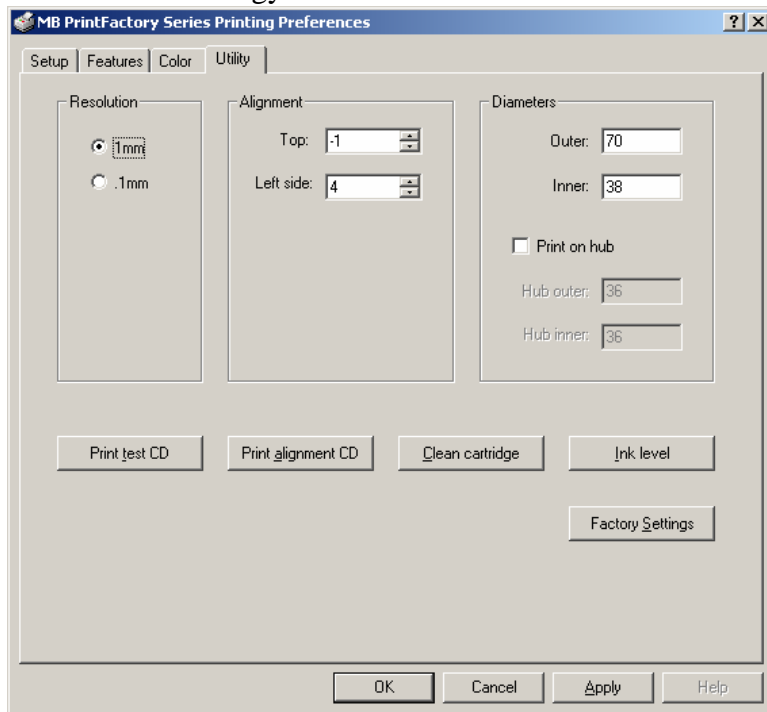 MB PrintFactory Series Printing Preferences
Setup Features Color Utility
Resolution
1mm
.1mm
Alignment
Top: -1
Left side: 4
Diameters
Outer: 70
Inner: 38
Print on hub
Hub outer: 36
Hub inner: 36
Print test CD Print alignment CD Clean cartridge Ink level
Factory Settings
OK Cancel Apply Help